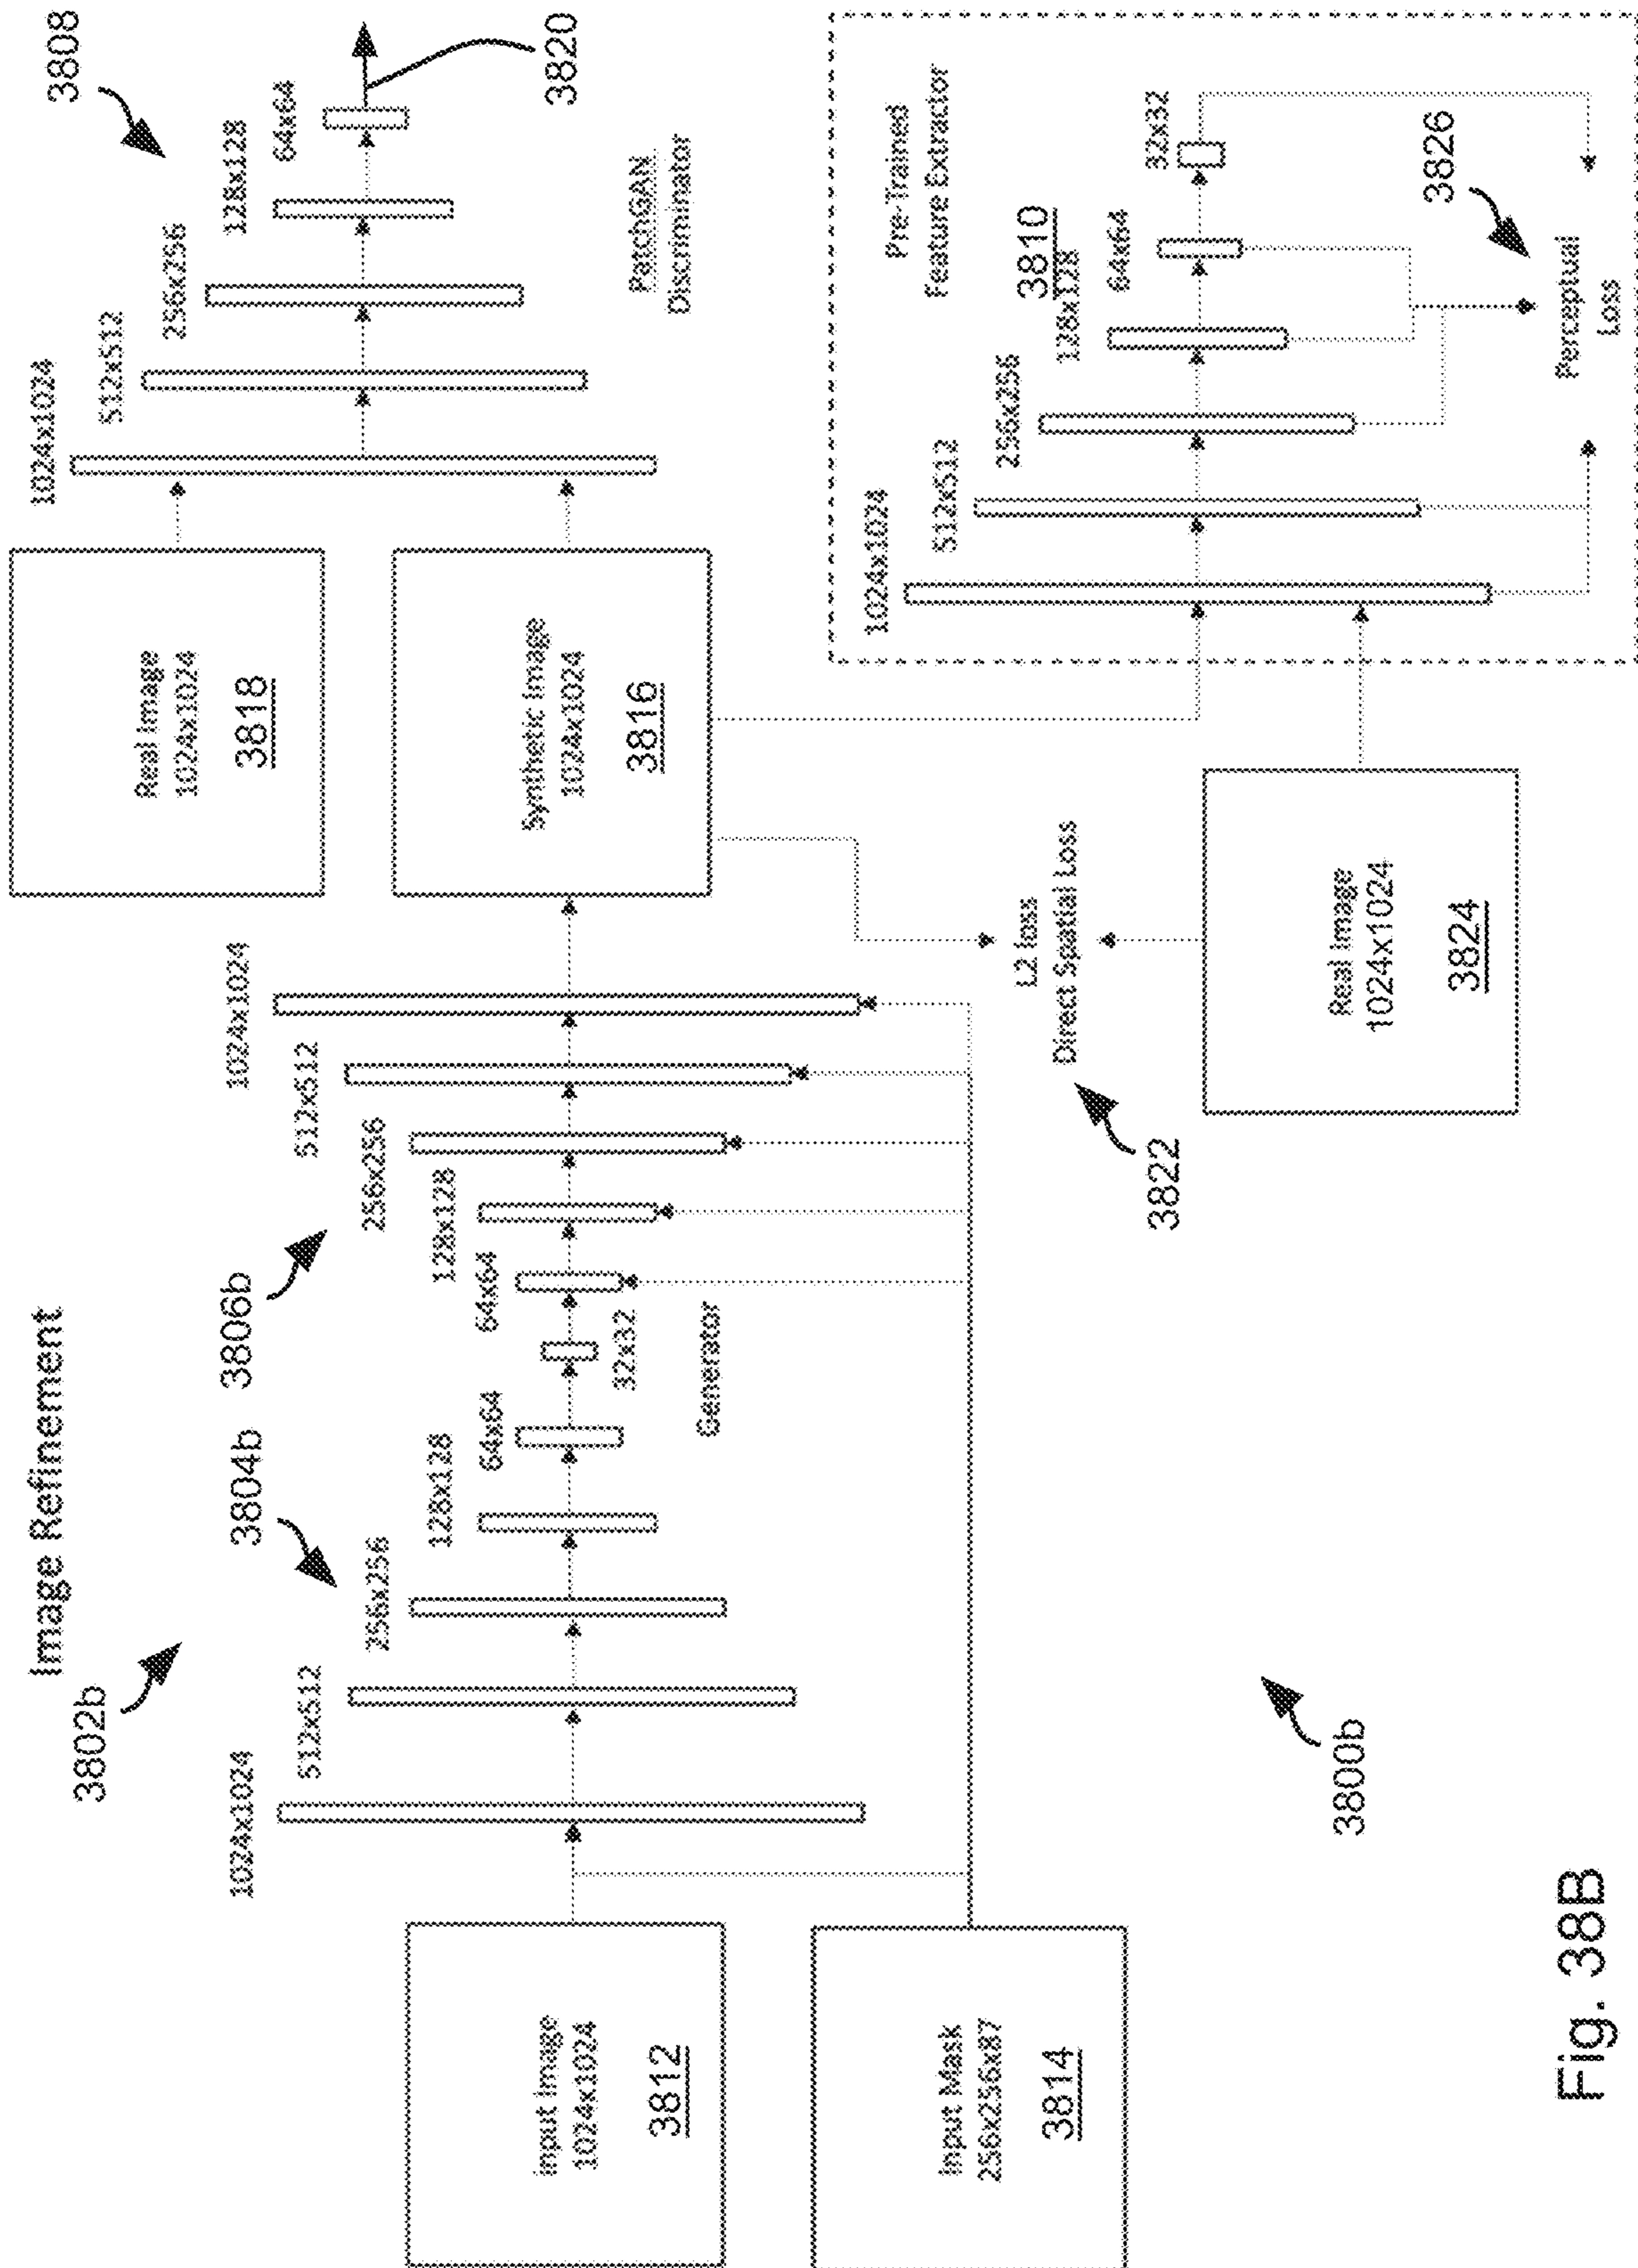 Image Refinement
3802b
3804b
3806b
1024x1024
512x512
256x256
128x128
64x64
32x32
64x64
128x128
256x256
512x512
1024x1024
Generator
Input Image
1024x1024
3812
Input Mask
256x256x87
3814
Real Image
1024x1024
3818
Synthetic Image
1024x1024
3816
3808
1024x1024
512x512
256x256
128x128
64x64
3820
PatchGAN
Discriminator
L2 loss
Direct Spatial Loss
3822
Real Image
1024x1024
3824
Pre-Trained
Feature Extractor
3810
1024x1024
512x512
256x256
128x128
64x64
32x32
3826
Perceptual
Loss
3800b
Fig. 38B